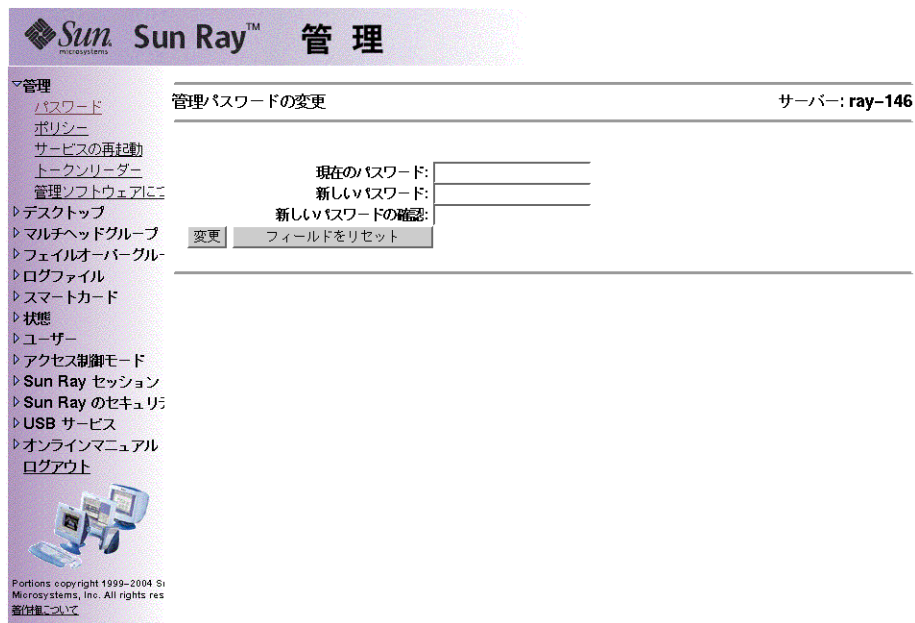 Sun microsystems Sun Ray™ 管 理
▽管理
パスワード
ポリシー
サービスの再起動
トークンリーダー
管理ソフトウェアにつ
▷デスクトップ
▷マルチヘッドグループ
▷フェイルオーバーグルー
▷ログファイル
▷スマートカード
▷状態
▷ユーザー
▷アクセス制御モード
▷Sun Ray セッション
▷Sun Ray のセキュリテ
▷USB サービス
▷オンラインマニュアル
ログアウト
Portions copyright 1999–2004 Su
Microsystems, Inc. All rights res
著作権について
管理パスワードの変更 サーバー: ray–146
現在のパスワード:
新しいパスワード:
新しいパスワードの確認:
変更 フィールドをリセット